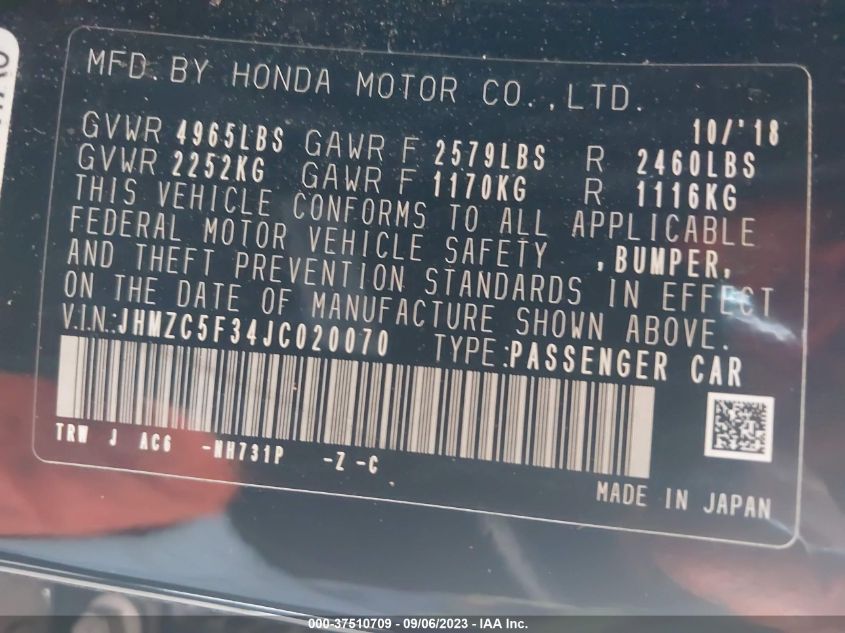 MFD.BY HONDA MOTOR CO.,LTD.
10/'18
GVWR 4965LBS GAWR F 2579LBS R 2460LBS
GVWR 2252KG GAWR F 1170KG R 1116KG
THIS VEHICLE CONFORMS TO ALL APPLICABLE
FEDERAL MOTOR VEHICLE SAFETY ,BUMPER,
AND THEFT PREVENTION STANDARDS IN EFFECT
ON THE DATE OF MANUFACTURE SHOWN ABOVE.
V.I.N.:JHMZC5F34JC020070 TYPE:PASSENGER CAR
TRW J AC6 -NH731P -Z -C
MADE IN JAPAN
000-37510709 - 09/06/2023 - IAA Inc.